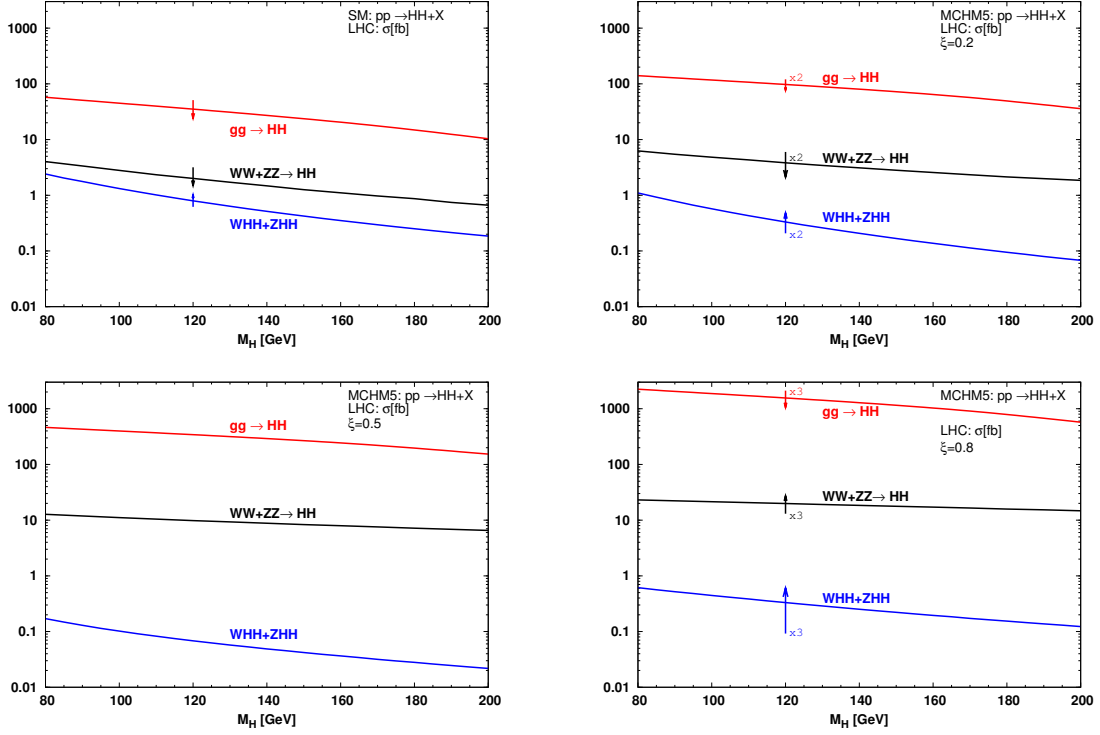 SM: pp →HH+X
LHC: σ[fb]
1000
100
10
1
0.1
0.01
gg → HH
WW+ZZ→ HH
WHH+ZHH
80 100 120 140 160 180 200
M_H [GeV]
MCHM5: pp →HH+X
LHC: σ[fb]
ξ=0.2
1000
100
10
1
0.1
0.01
x2
gg → HH
x2
WW+ZZ→ HH
WHH+ZHH
x2
80 100 120 140 160 180 200
M_H [GeV]
MCHM5: pp →HH+X
LHC: σ[fb]
ξ=0.5
1000
100
10
1
0.1
0.01
gg → HH
WW+ZZ→ HH
WHH+ZHH
80 100 120 140 160 180 200
M_H [GeV]
MCHM5: pp →HH+X
LHC: σ[fb]
ξ=0.8
1000
100
10
1
0.1
0.01
x3
gg → HH
WW+ZZ→ HH
x3
WHH+ZHH
x3
80 100 120 140 160 180 200
M_H [GeV]